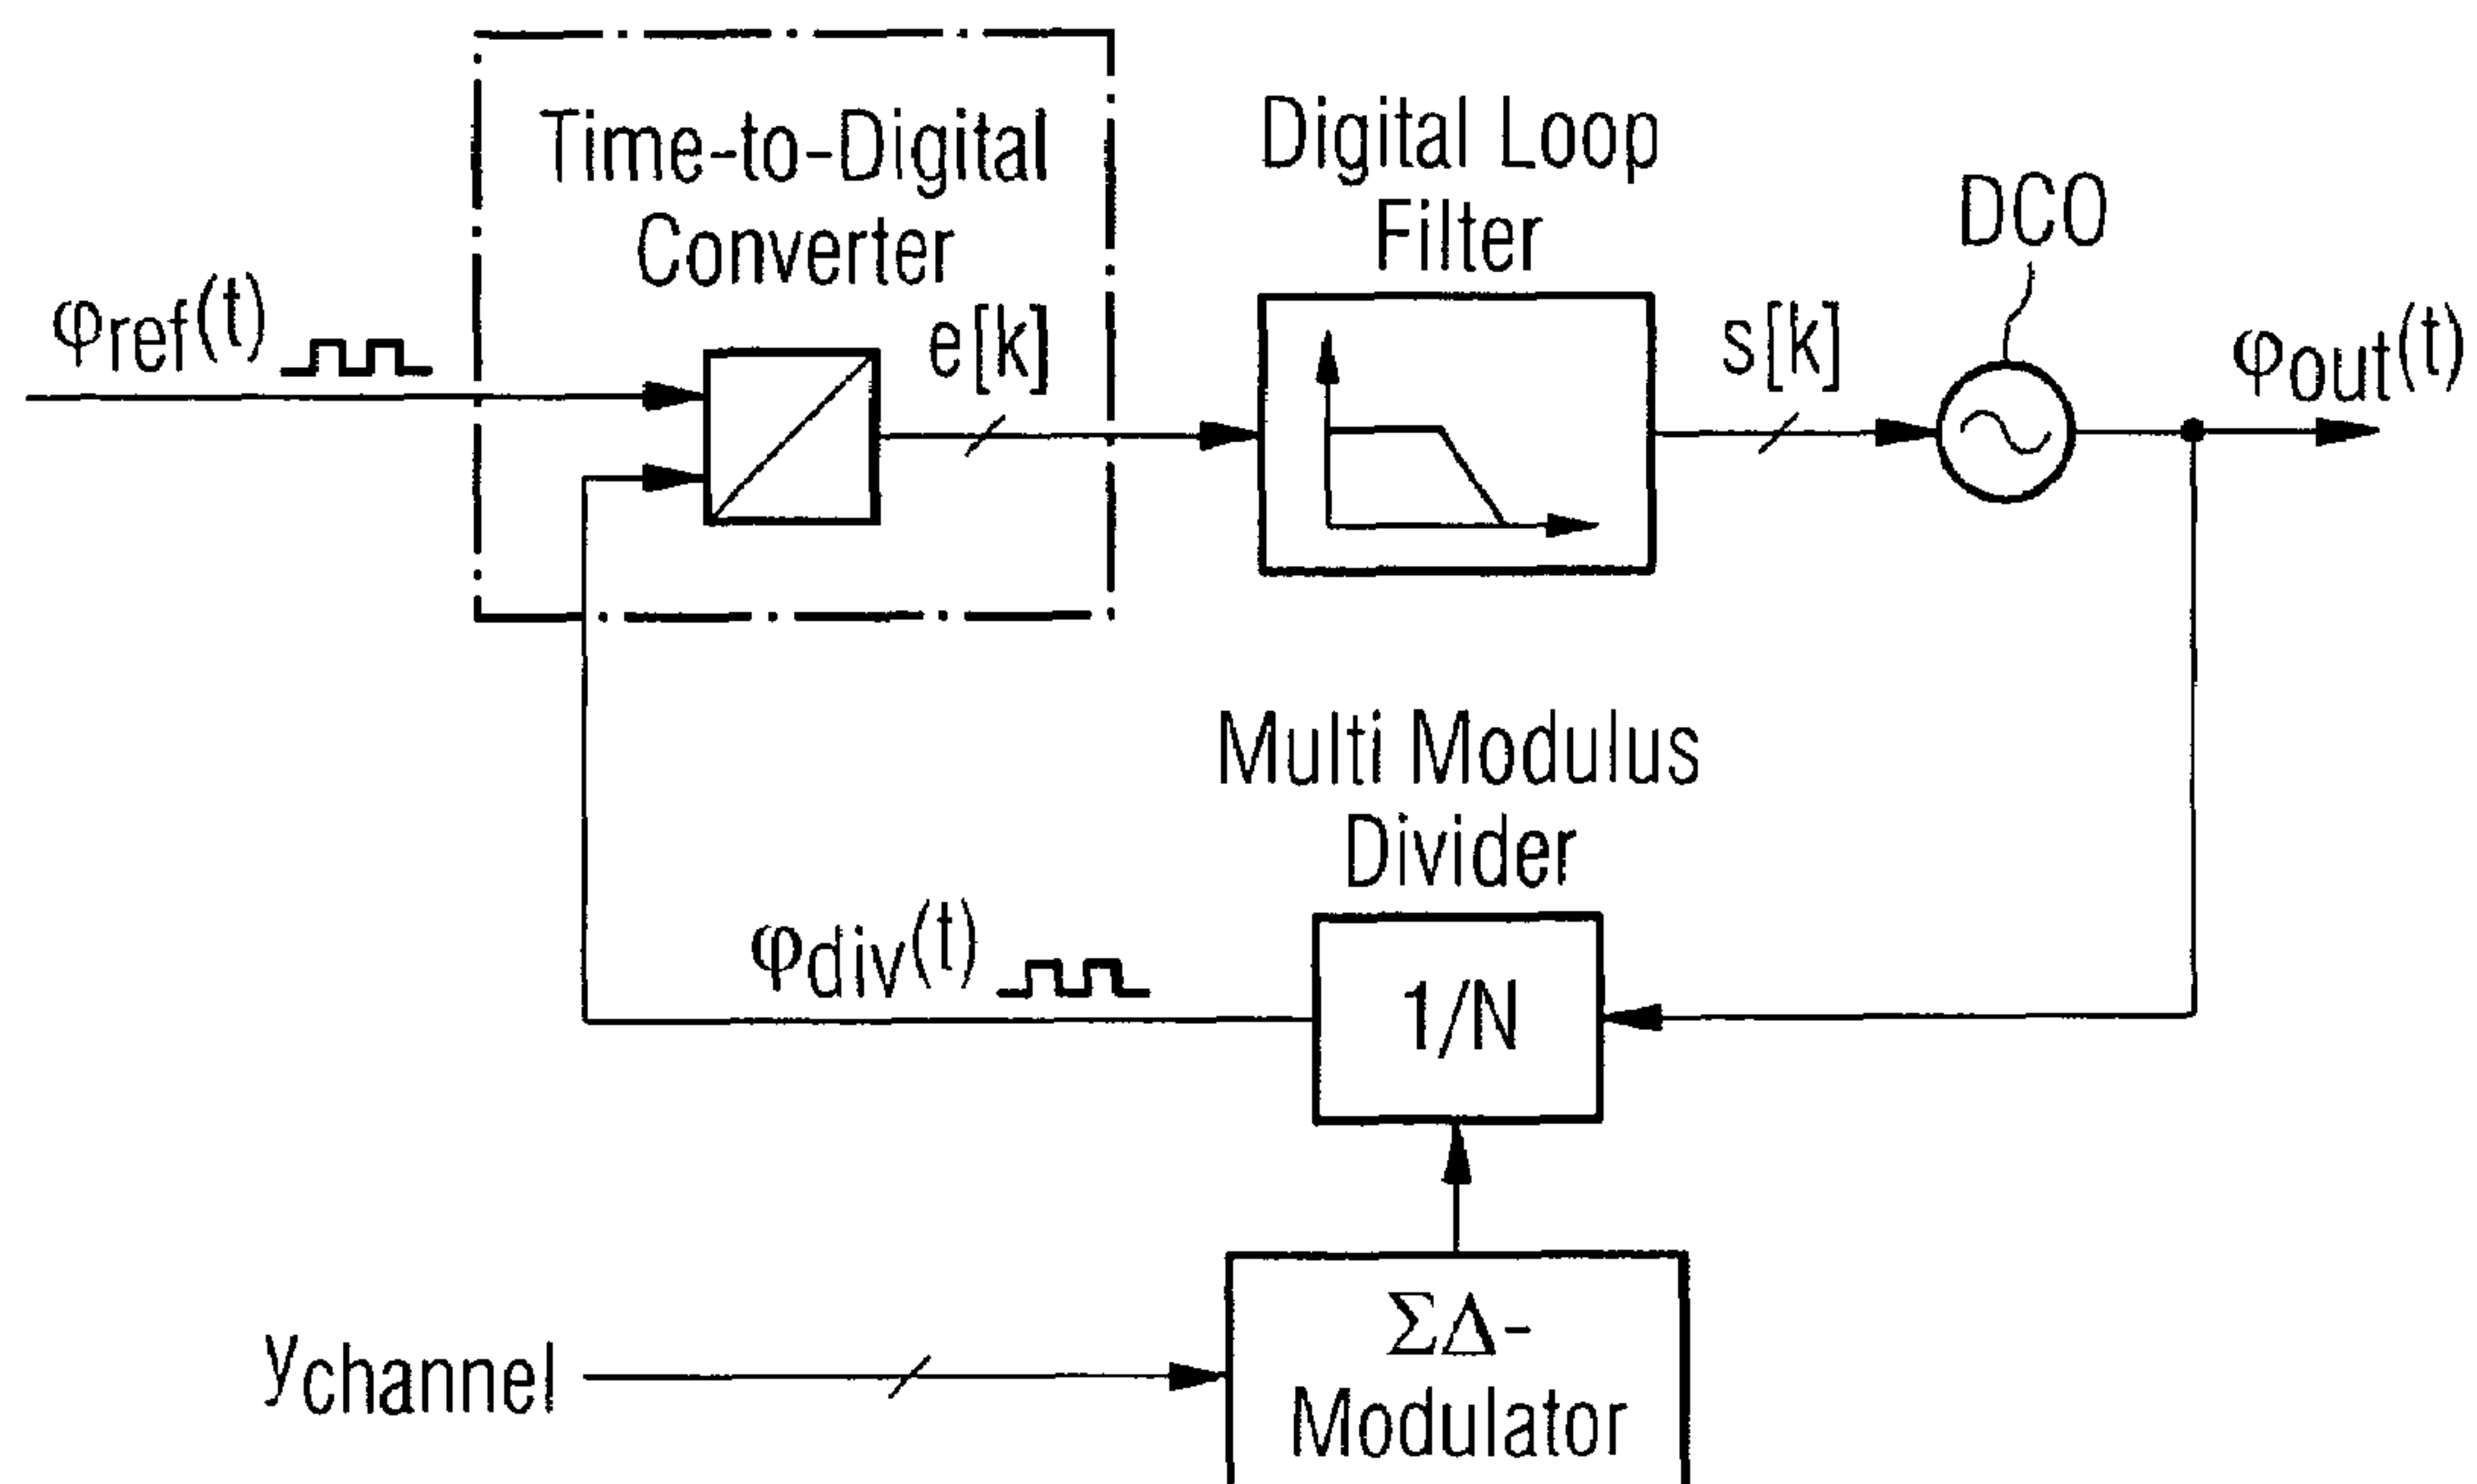 Time-to-Digital
Converter
Digital Loop
Filter
DCO
φref(t)
e[k]
s[k]
φout(t)
Multi Modulus
Divider
φdiv(t)
1/N
ΣΔ-
Modulator
ychannel